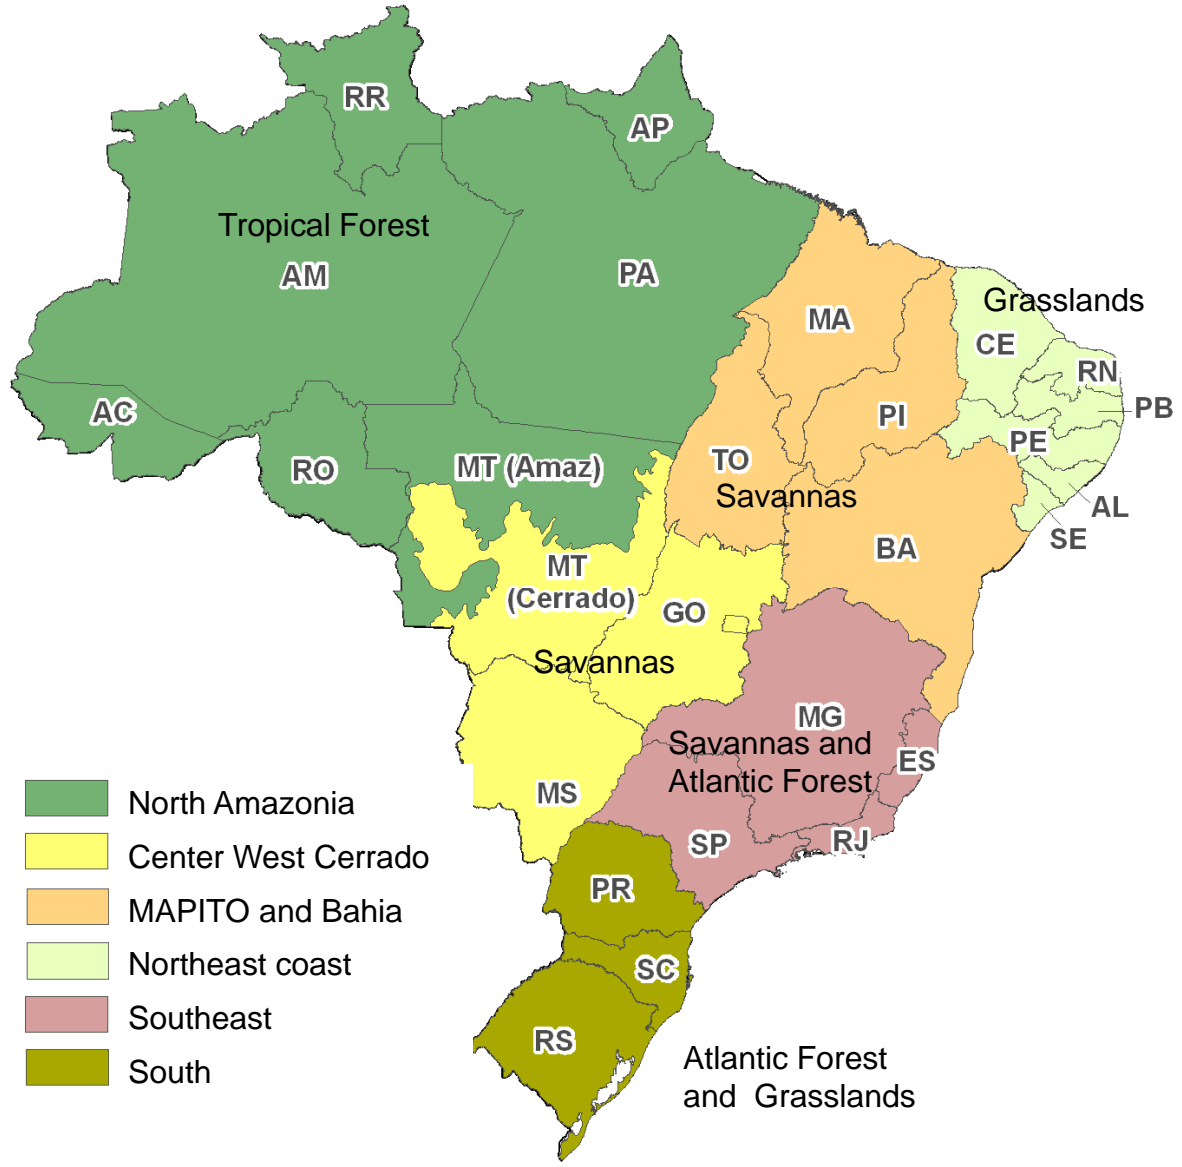 RR
AP
Tropical Forest
AM
PA
Grasslands
MA
CE
RN
AC
PI
PB
PE
RO
MT (Amaz)
TO
Savannas
AL
SE
BA
MT
(Cerrado)
GO
Savannas
MG
Savannas and
Atlantic Forest
ES
MS
SP
RJ
PR
SC
RS
North Amazonia
Center West Cerrado
MAPITO and Bahia
Northeast coast
Southeast
South
Atlantic Forest
and Grasslands